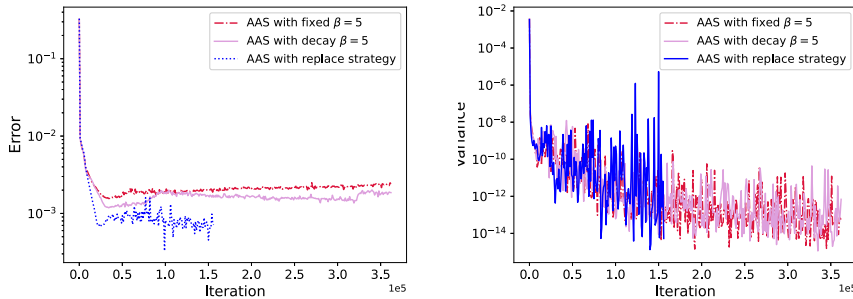 AAS with fixed β = 5
AAS with decay β = 5
AAS with replace strategy
10⁻¹
10⁻²
10⁻³
Error
0.0 0.5 1.0 1.5 2.0 2.5 3.0 3.5
1e5
Iteration
AAS with fixed β = 5
AAS with decay β = 5
AAS with replace strategy
10⁻²
10⁻⁴
10⁻⁶
10⁻⁸
10⁻¹⁰
10⁻¹²
10⁻¹⁴
Variance
0.0 0.5 1.0 1.5 2.0 2.5 3.0 3.5
1e5
Iteration